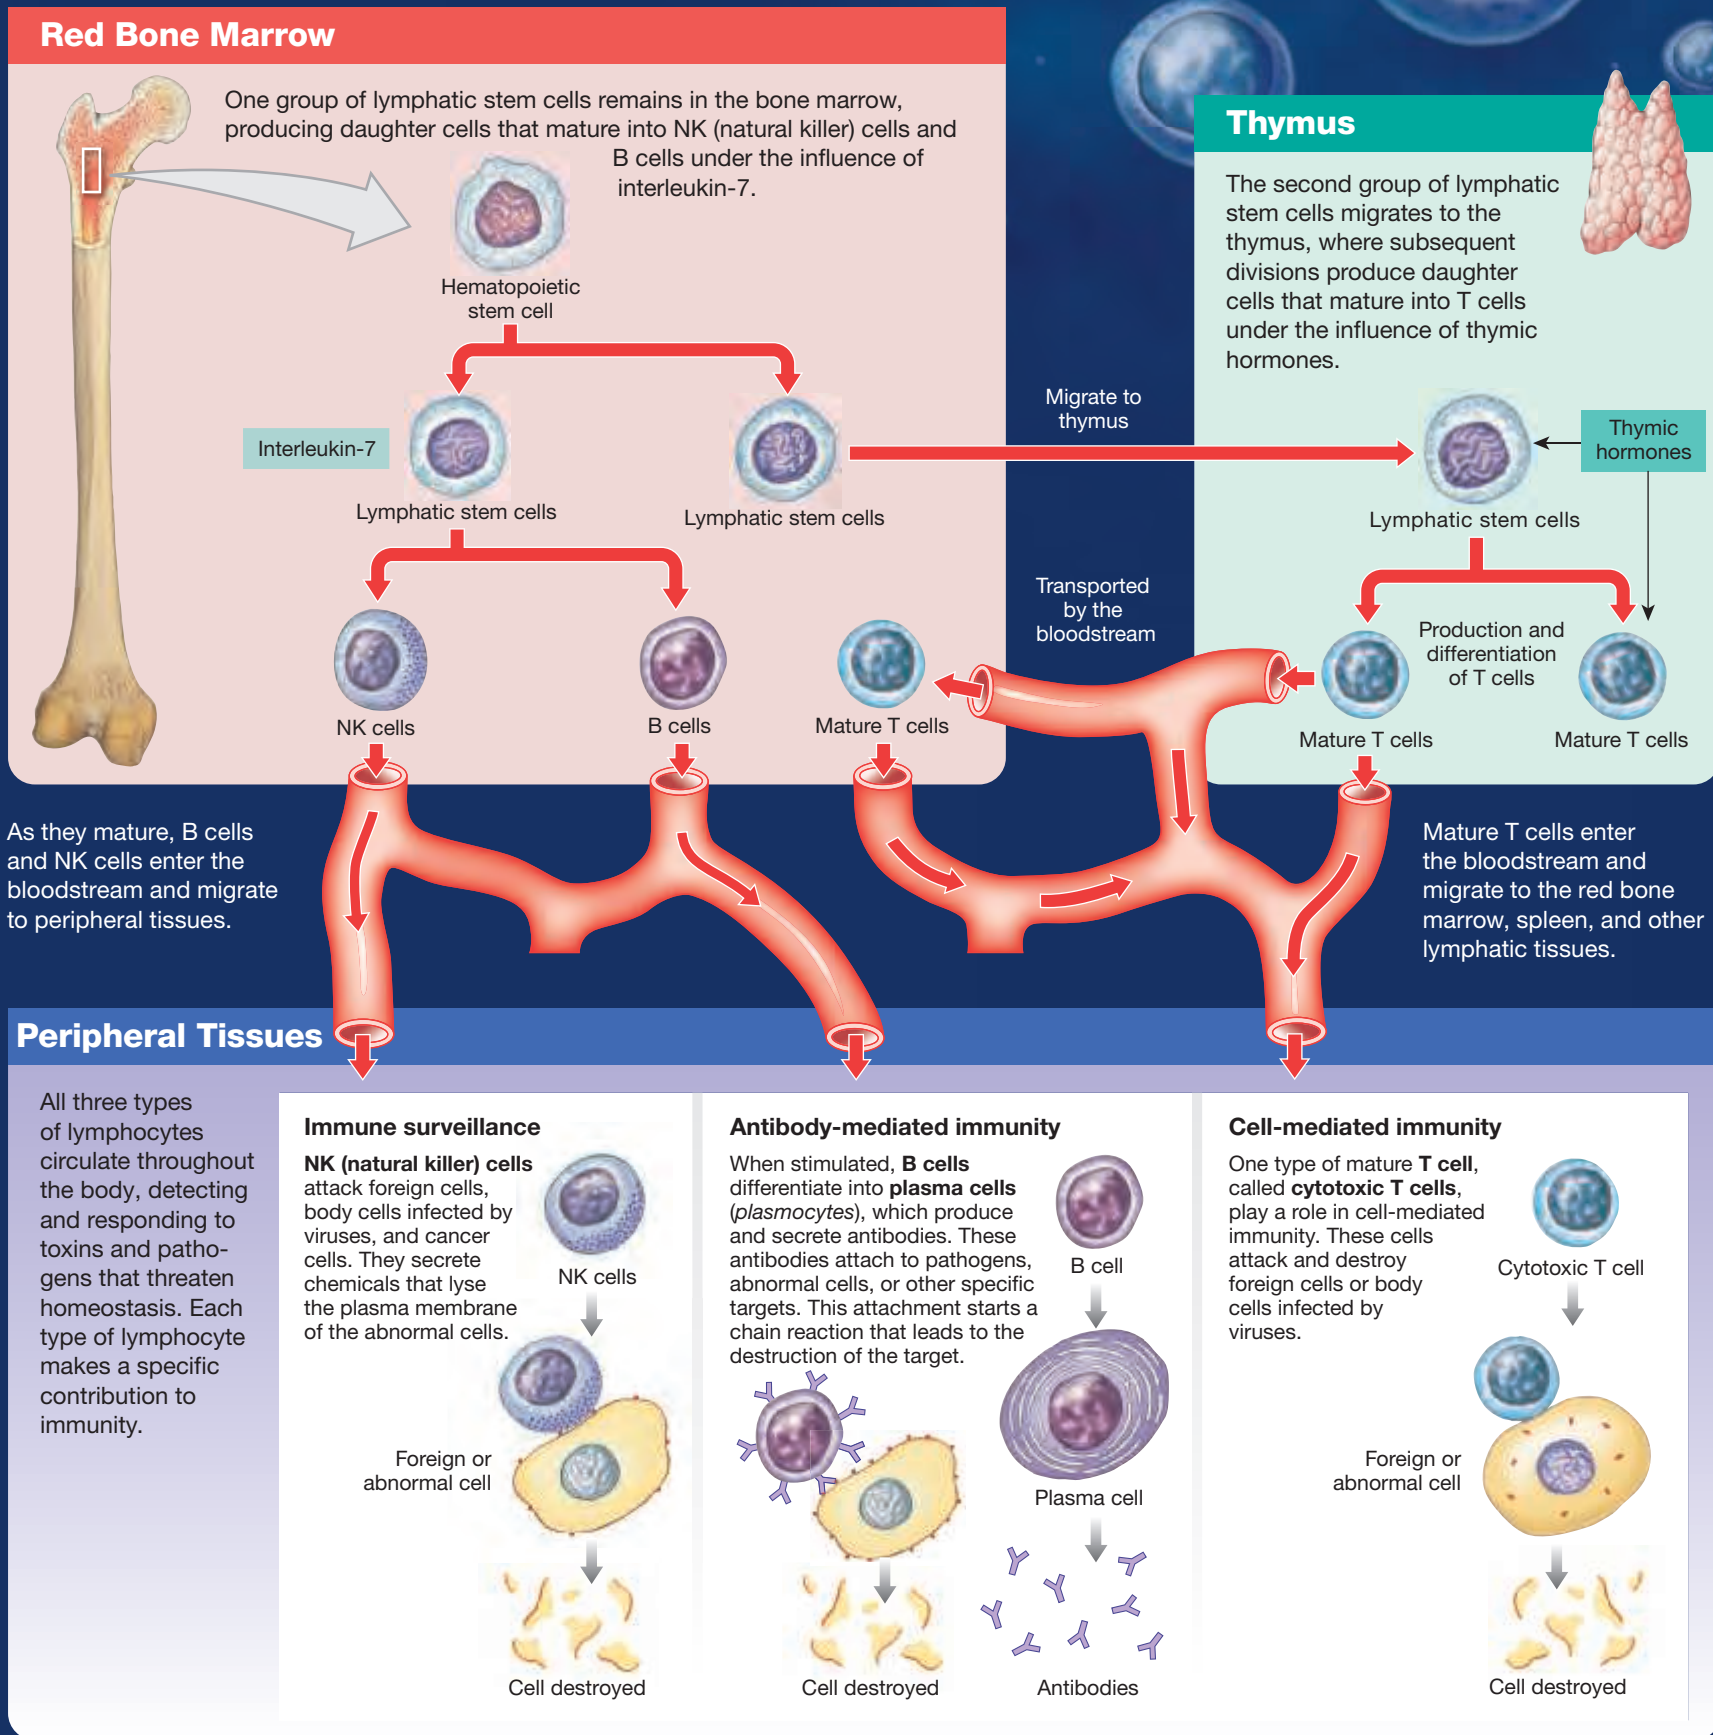 Red Bone Marrow
One group of lymphatic stem cells remains in the bone marrow,
producing daughter cells that mature into NK (natural killer) cells and
B cells under the influence of
interleukin-7.
Hematopoietic
stem cell
Interleukin-7
Lymphatic stem cells
Lymphatic stem cells
NK cells
B cells
Mature T cells
Migrate to
thymus
Transported
by the
bloodstream
Thymus
The second group of lymphatic
stem cells migrates to the
thymus, where subsequent
divisions produce daughter
cells that mature into T cells
under the influence of thymic
hormones.
Thymic
hormones
Lymphatic stem cells
Production and
differentiation
of T cells
Mature T cells
Mature T cells
As they mature, B cells
and NK cells enter the
bloodstream and migrate
to peripheral tissues.
Mature T cells enter
the bloodstream and
migrate to the red bone
marrow, spleen, and other
lymphatic tissues.
Peripheral Tissues
All three types
of lymphocytes
circulate throughout
the body, detecting
and responding to
toxins and patho-
gens that threaten
homeostasis. Each
type of lymphocyte
makes a specific
contribution to
immunity.
Immune surveillance
NK (natural killer) cells
attack foreign cells,
body cells infected by
viruses, and cancer
cells. They secrete
chemicals that lyse
the plasma membrane
of the abnormal cells.
NK cells
Foreign or
abnormal cell
Cell destroyed
Antibody-mediated immunity
When stimulated, B cells
differentiate into plasma cells
(plasmocytes), which produce
and secrete antibodies. These
antibodies attach to pathogens,
abnormal cells, or other specific
targets. This attachment starts a
chain reaction that leads to the
destruction of the target.
B cell
Plasma cell
Cell destroyed
Antibodies
Cell-mediated immunity
One type of mature T cell,
called cytotoxic T cells,
play a role in cell-mediated
immunity. These cells
attack and destroy
foreign cells or body
cells infected by
viruses.
Cytotoxic T cell
Foreign or
abnormal cell
Cell destroyed